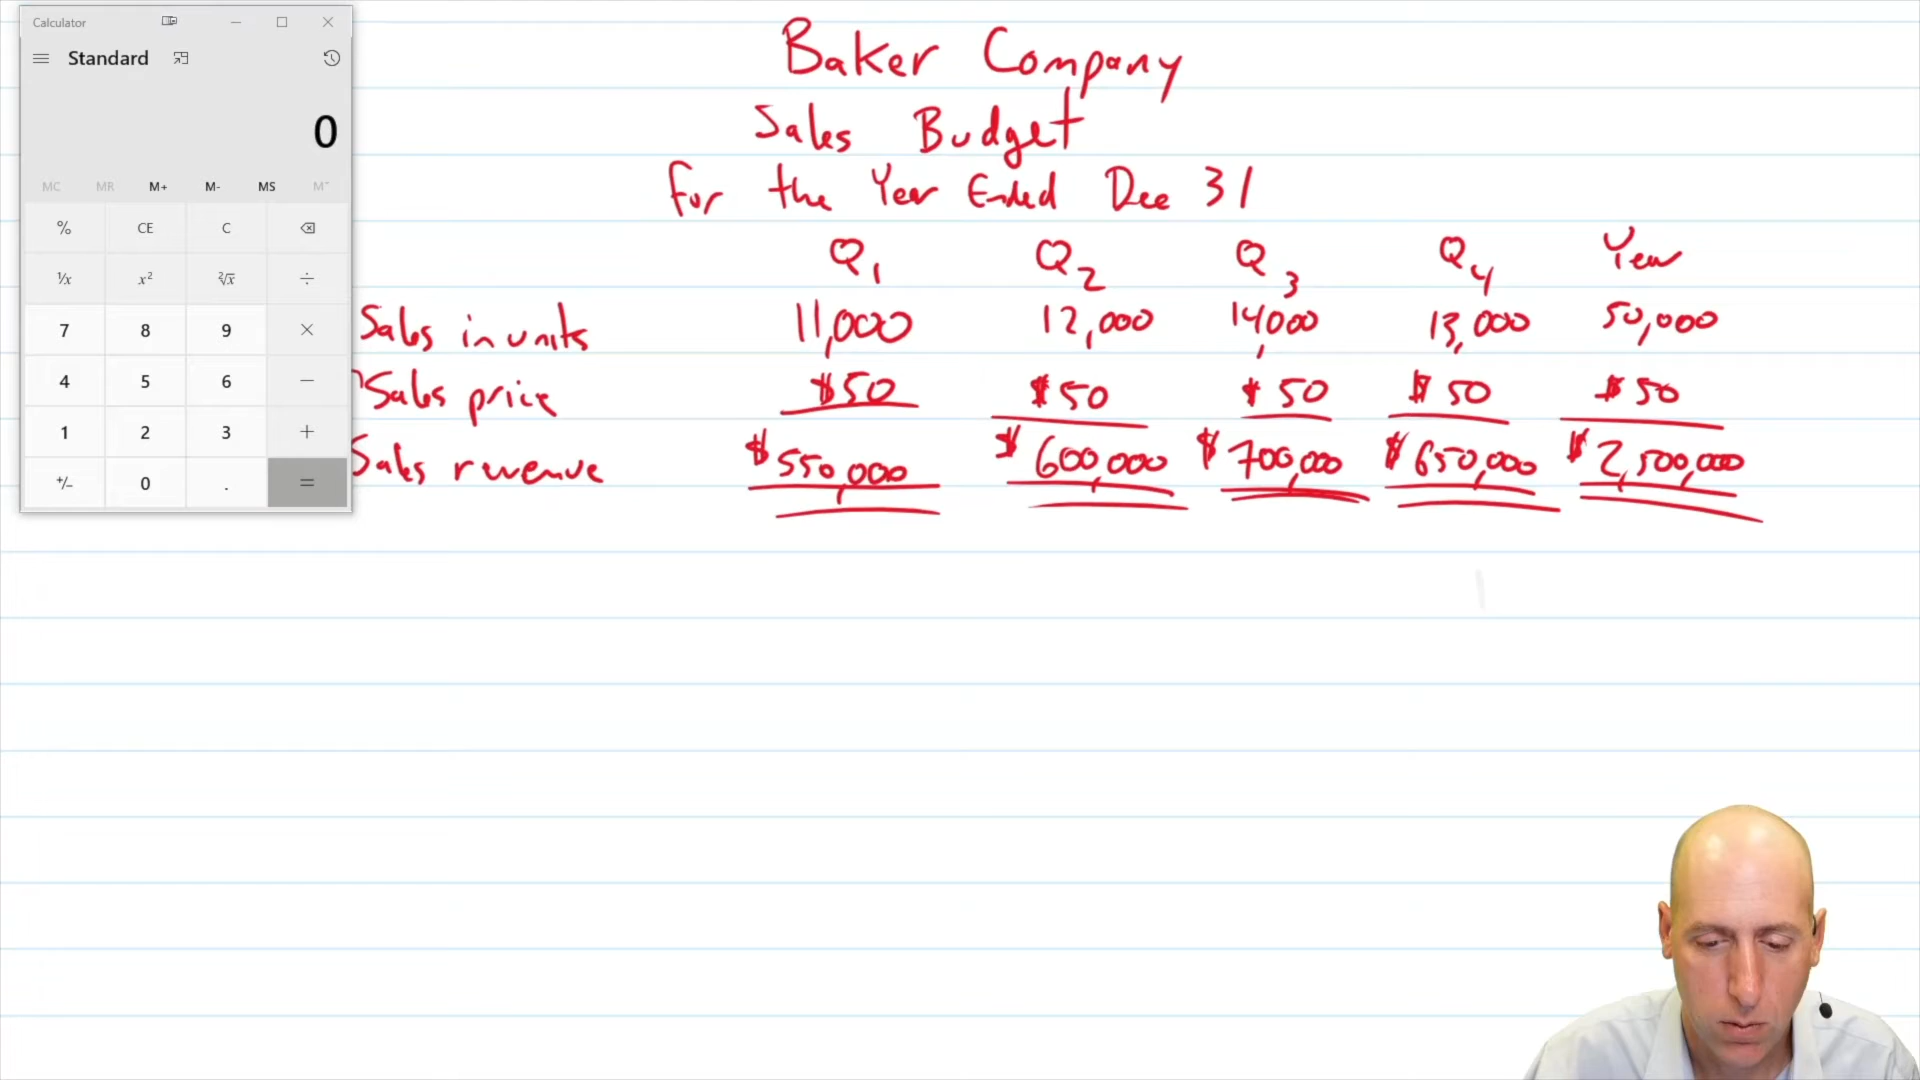 Calculator
Standard
0
MC MR M+ M- MS M˅
% CE C
¹/x x² ²√x ÷
7 8 9 ×
4 5 6 −
1 2 3 +
+/− 0 . =
Baker Company
Sales Budget
For the Year Ended Dec 31
Q1 Q2 Q3 Q4 Year
Sales in units 11,000 12,000 14,000 13,000 50,000
Sales price $50 $50 $50 $50 $50
Sales revenue $550,000 $600,000 $700,000 $650,000 $2,500,000